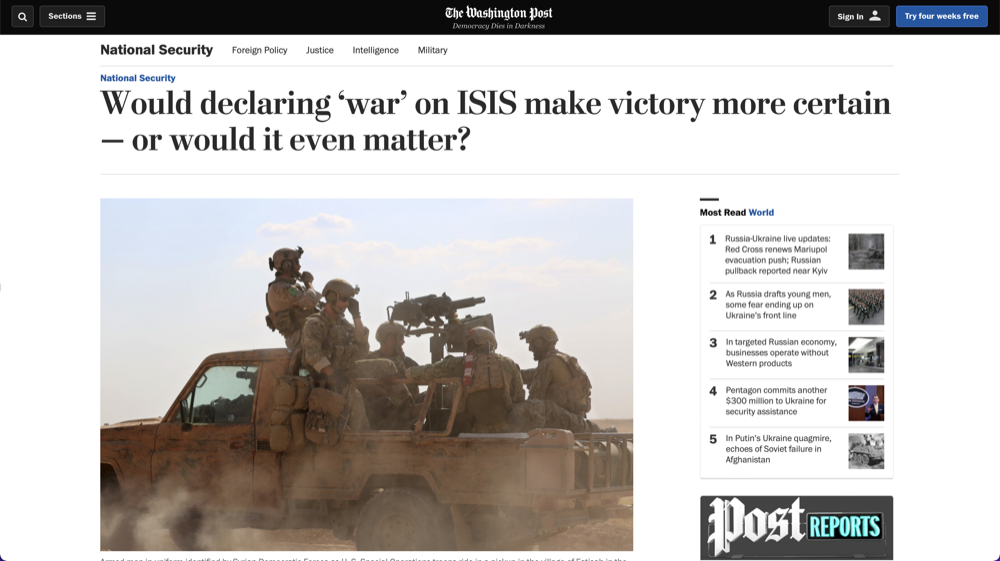 Sections
The Washington Post
Democracy Dies in Darkness
Sign In
Try four weeks free
National Security
Foreign Policy
Justice
Intelligence
Military
National Security
Would declaring ‘war’ on ISIS make victory more certain
— or would it even matter?
Most Read World
1
Russia-Ukraine live updates:
Red Cross renews Mariupol
evacuation push; Russian
pullback reported near Kyiv
2
As Russia drafts young men,
some fear ending up on
Ukraine's front line
3
In targeted Russian economy,
businesses operate without
Western products
4
Pentagon commits another
$300 million to Ukraine for
security assistance
5
In Putin's Ukraine quagmire,
echoes of Soviet failure in
Afghanistan
Post REPORTS